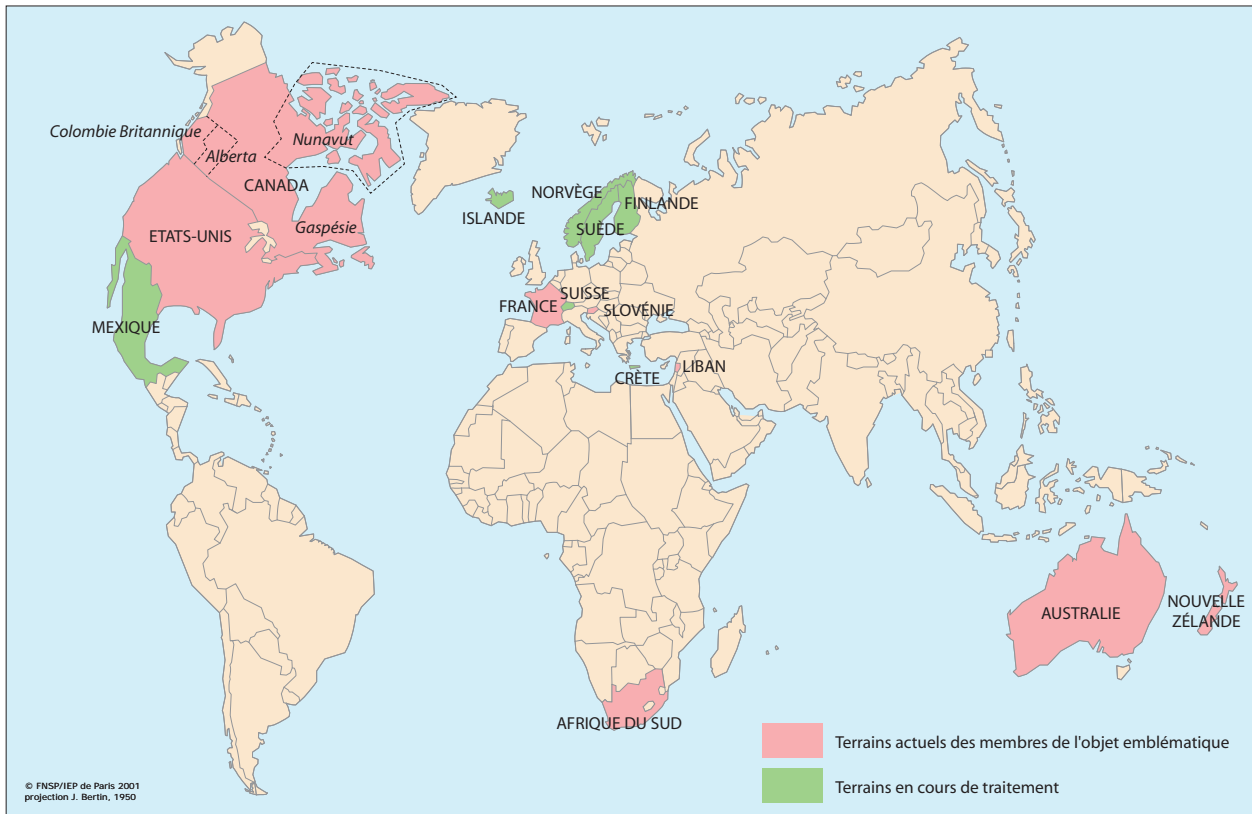 Colombie Britannique
Alberta
Nunavut
CANADA
Gaspésie
ETATS-UNIS
MEXIQUE
ISLANDE
NORVÈGE
FINLANDE
SUÈDE
SUISSE
FRANCE
SLOVÉNIE
CRÈTE
LIBAN
AUSTRALIE
NOUVELLE
ZÉLANDE
AFRIQUE DU SUD
Terrains actuels des membres de l'objet emblématique
Terrains en cours de traitement
© FNSP/IEP de Paris 2001
projection J. Bertin, 1950